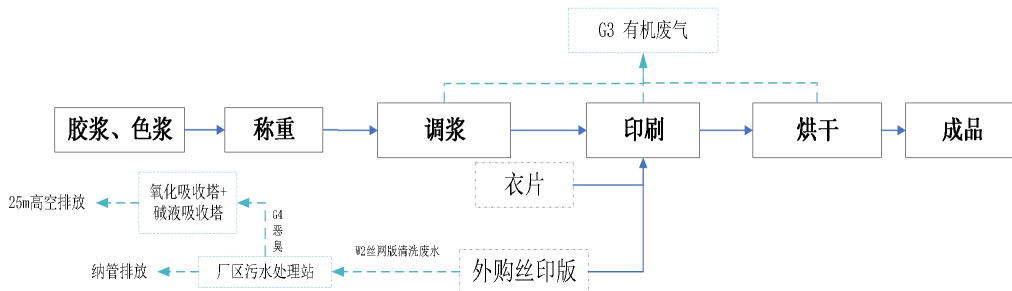 G3 有机废气
胶浆、色浆
称重
调浆
印刷
烘干
成品
衣片
氧化吸收塔+
碱液吸收塔
25m高空排放
G4
恶
臭
W2丝网版清洗废水
外购丝印版
厂区污水处理站
纳管排放